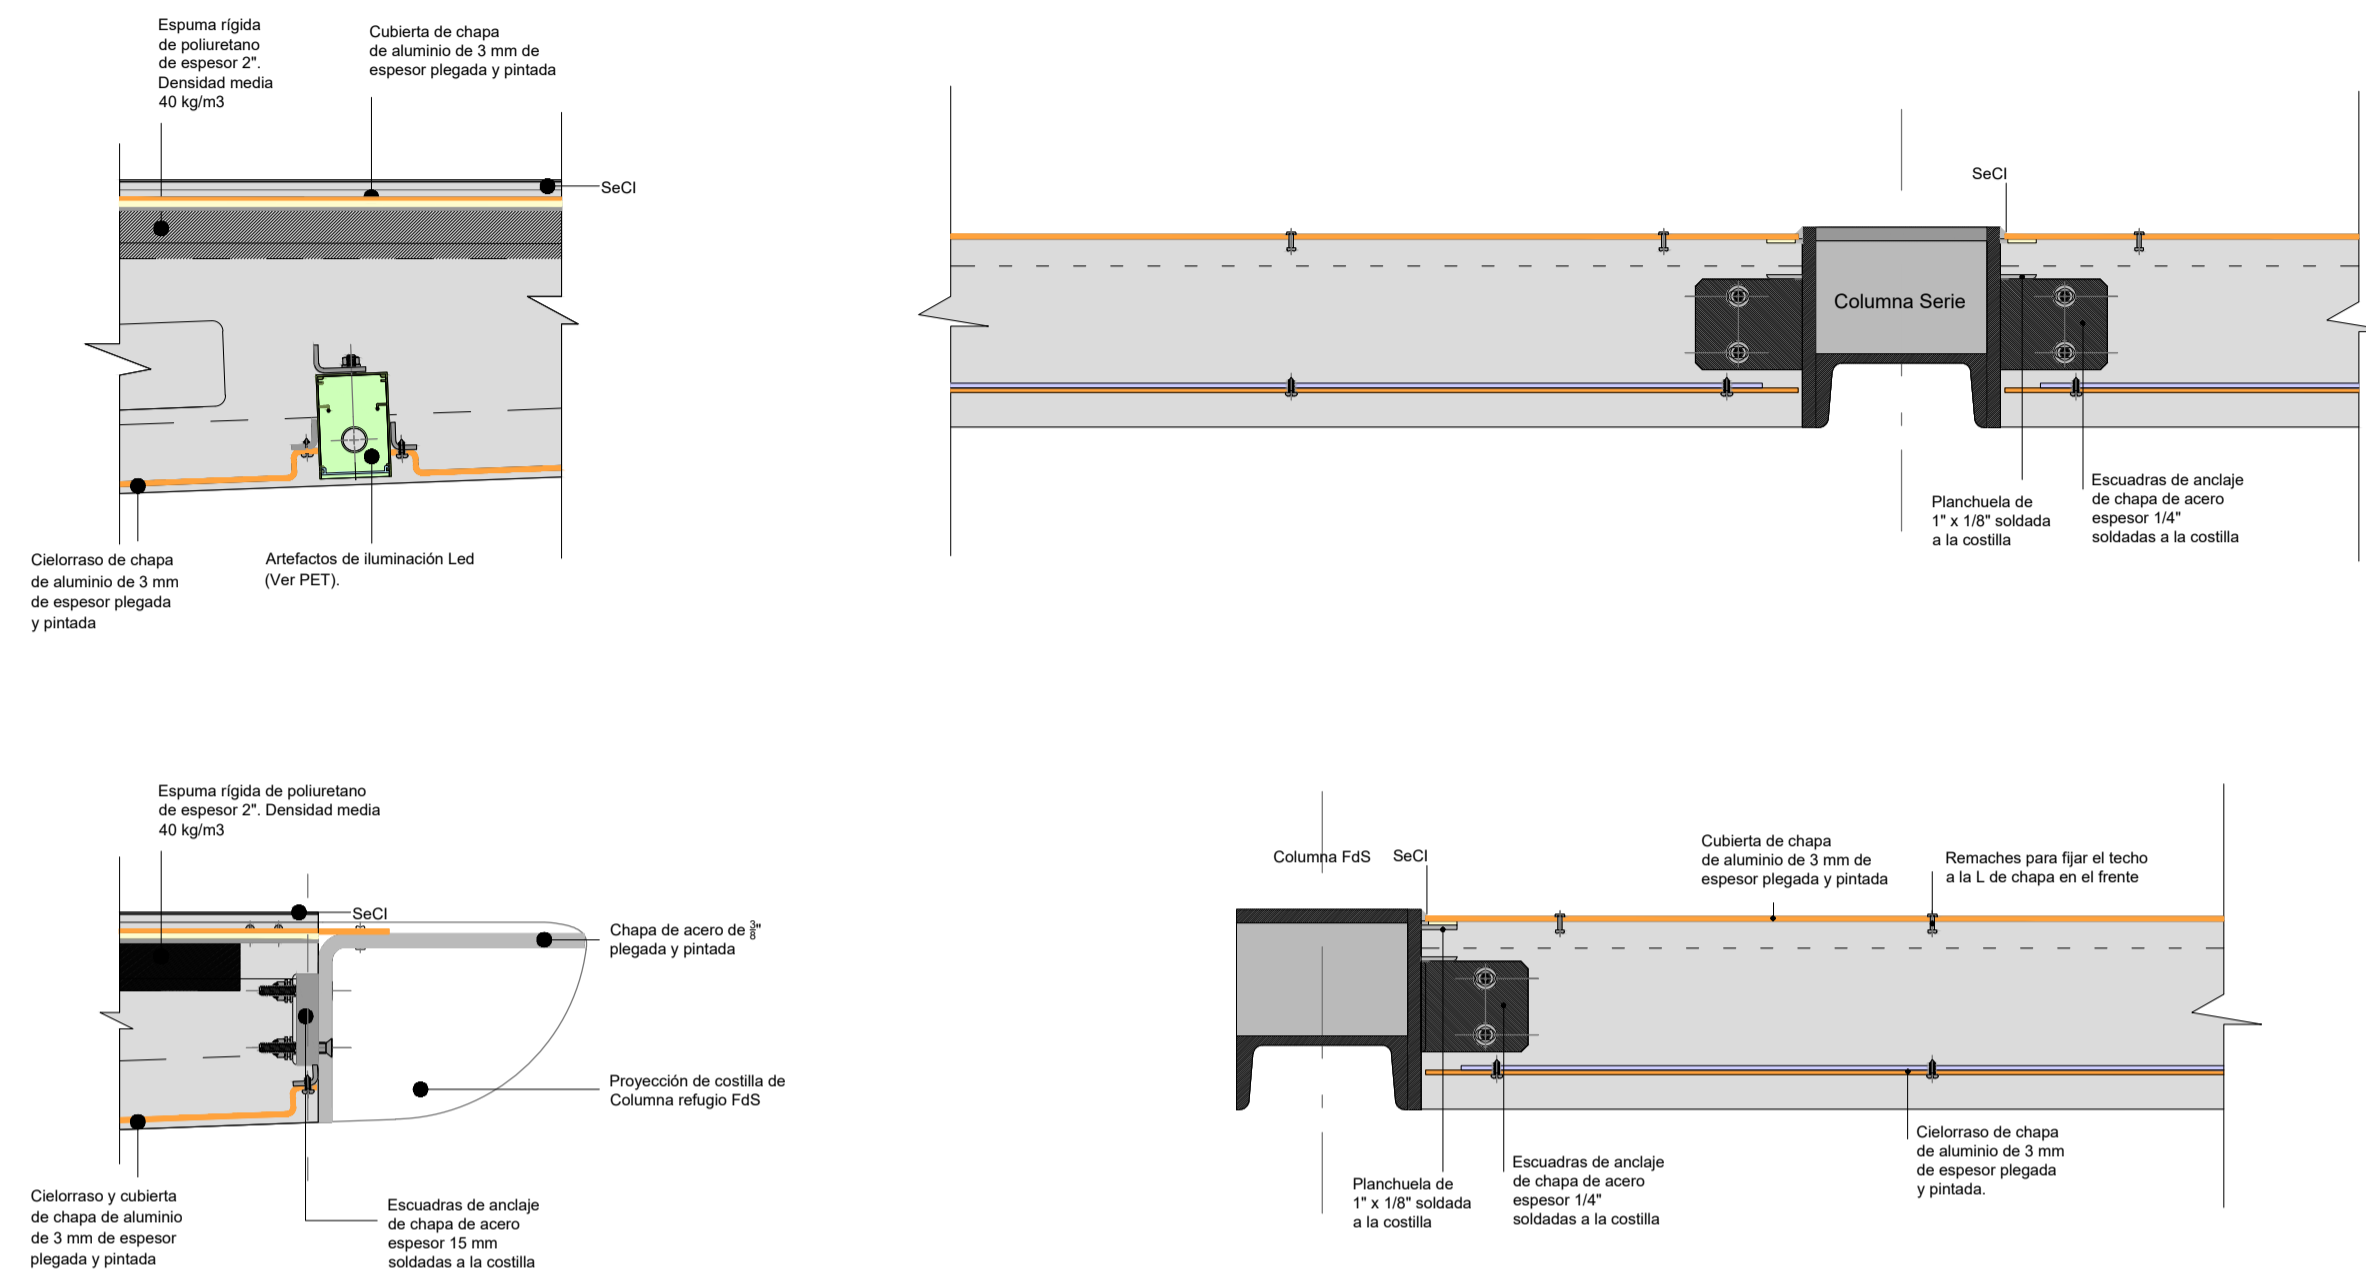 Espuma rígida
de poliuretano
de espesor 2".
Densidad media
40 kg/m3
Cubierta de chapa
de aluminio de 3 mm de
espesor plegada y pintada
SeCl
Cielorraso de chapa
de aluminio de 3 mm
de espesor plegada
y pintada
Artefactos de iluminación Led
(Ver PET).
SeCl
Columna Serie
Planchuela de
1" x 1/8" soldada
a la costilla
Escuadras de anclaje
de chapa de acero
espesor 1/4"
soldadas a la costilla
Espuma rígida de poliuretano
de espesor 2". Densidad media
40 kg/m3
SeCl
Chapa de acero de 3/8"
plegada y pintada
Proyección de costilla de
Columna refugio FdS
Cielorraso y cubierta
de chapa de aluminio
de 3 mm de espesor
plegada y pintada
Escuadras de anclaje
de chapa de acero
espesor 15 mm
soldadas a la costilla
Columna FdS
SeCl
Cubierta de chapa
de aluminio de 3 mm de
espesor plegada y pintada
Remaches para fijar el techo
a la L de chapa en el frente
Planchuela de
1" x 1/8" soldada
a la costilla
Escuadras de anclaje
de chapa de acero
espesor 1/4"
soldadas a la costilla
Cielorraso de chapa
de aluminio de 3 mm
de espesor plegada
y pintada.